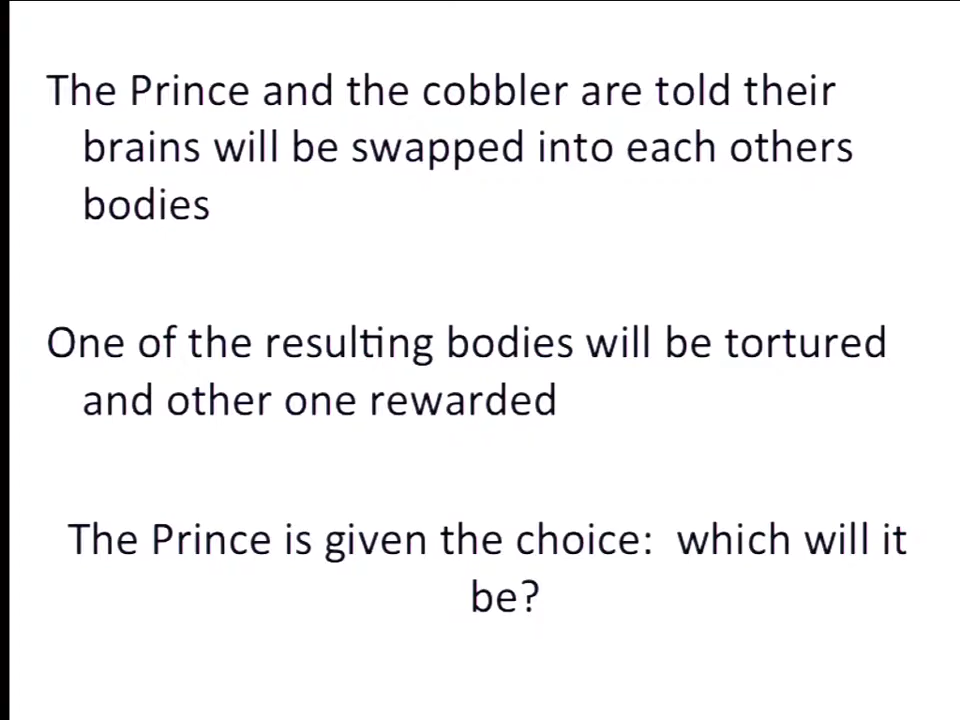 The Prince and the cobbler are told their
brains will be swapped into each others
bodies
One of the resulting bodies will be tortured
and other one rewarded
The Prince is given the choice: which will it
be?